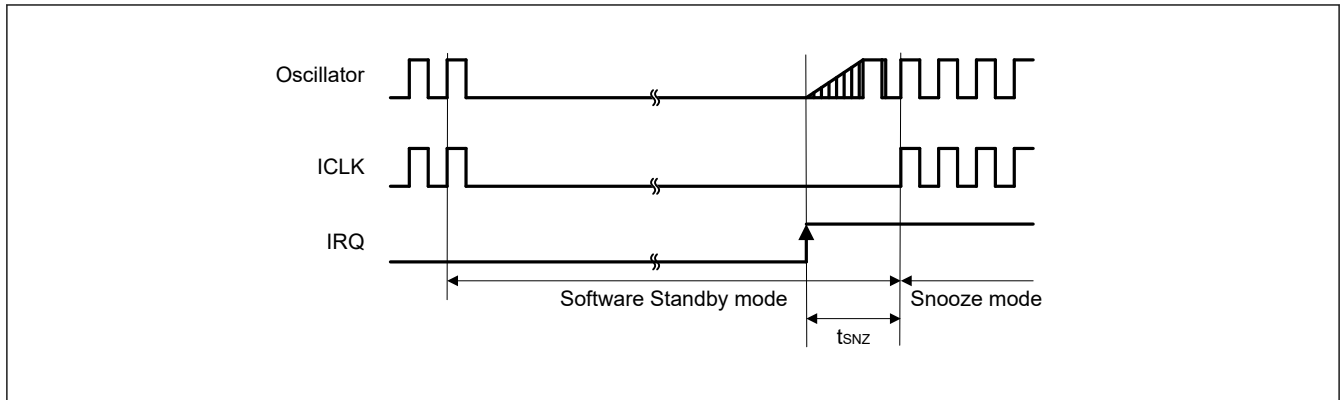 Oscillator
ICLK
IRQ
Software Standby mode
Snooze mode
tSNZ